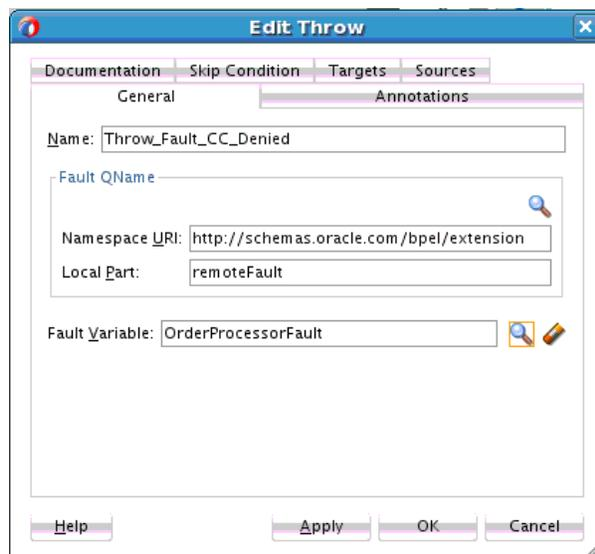 Edit Throw
Documentation Skip Condition Targets Sources
General Annotations
Name: Throw_Fault_CC_Denied
Fault QName
Namespace URI: http://schemas.oracle.com/bpel/extension
Local Part: remoteFault
Fault Variable: OrderProcessorFault
Help Apply OK Cancel